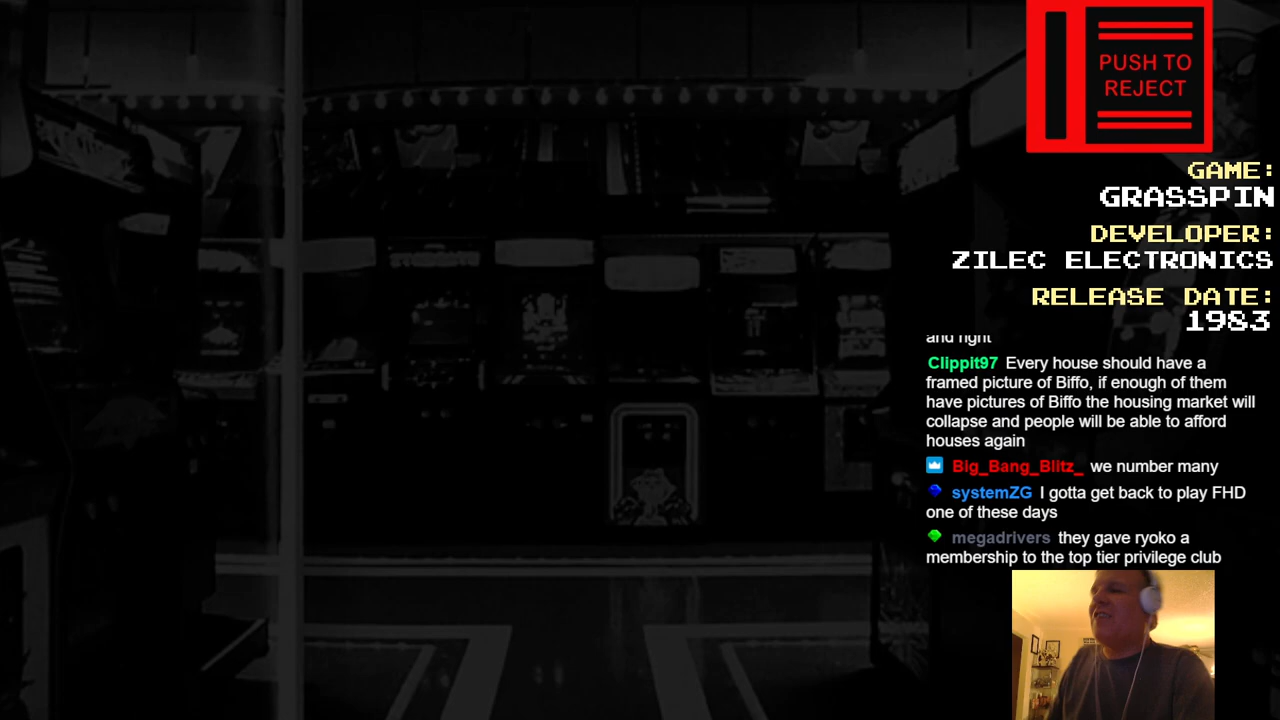 PUSH TO
REJECT
GAME:
GRASSPIN
DEVELOPER:
ZILEC ELECTRONICS
RELEASE DATE:
1983
and right
Clippit97 Every house should have a
framed picture of Biffo, if enough of them
have pictures of Biffo the housing market will
collapse and people will be able to afford
houses again
Big_Bang_Blitz_ we number many
systemZG I gotta get back to play FHD
one of these days
megadrivers they gave ryoko a
membership to the top tier privilege club